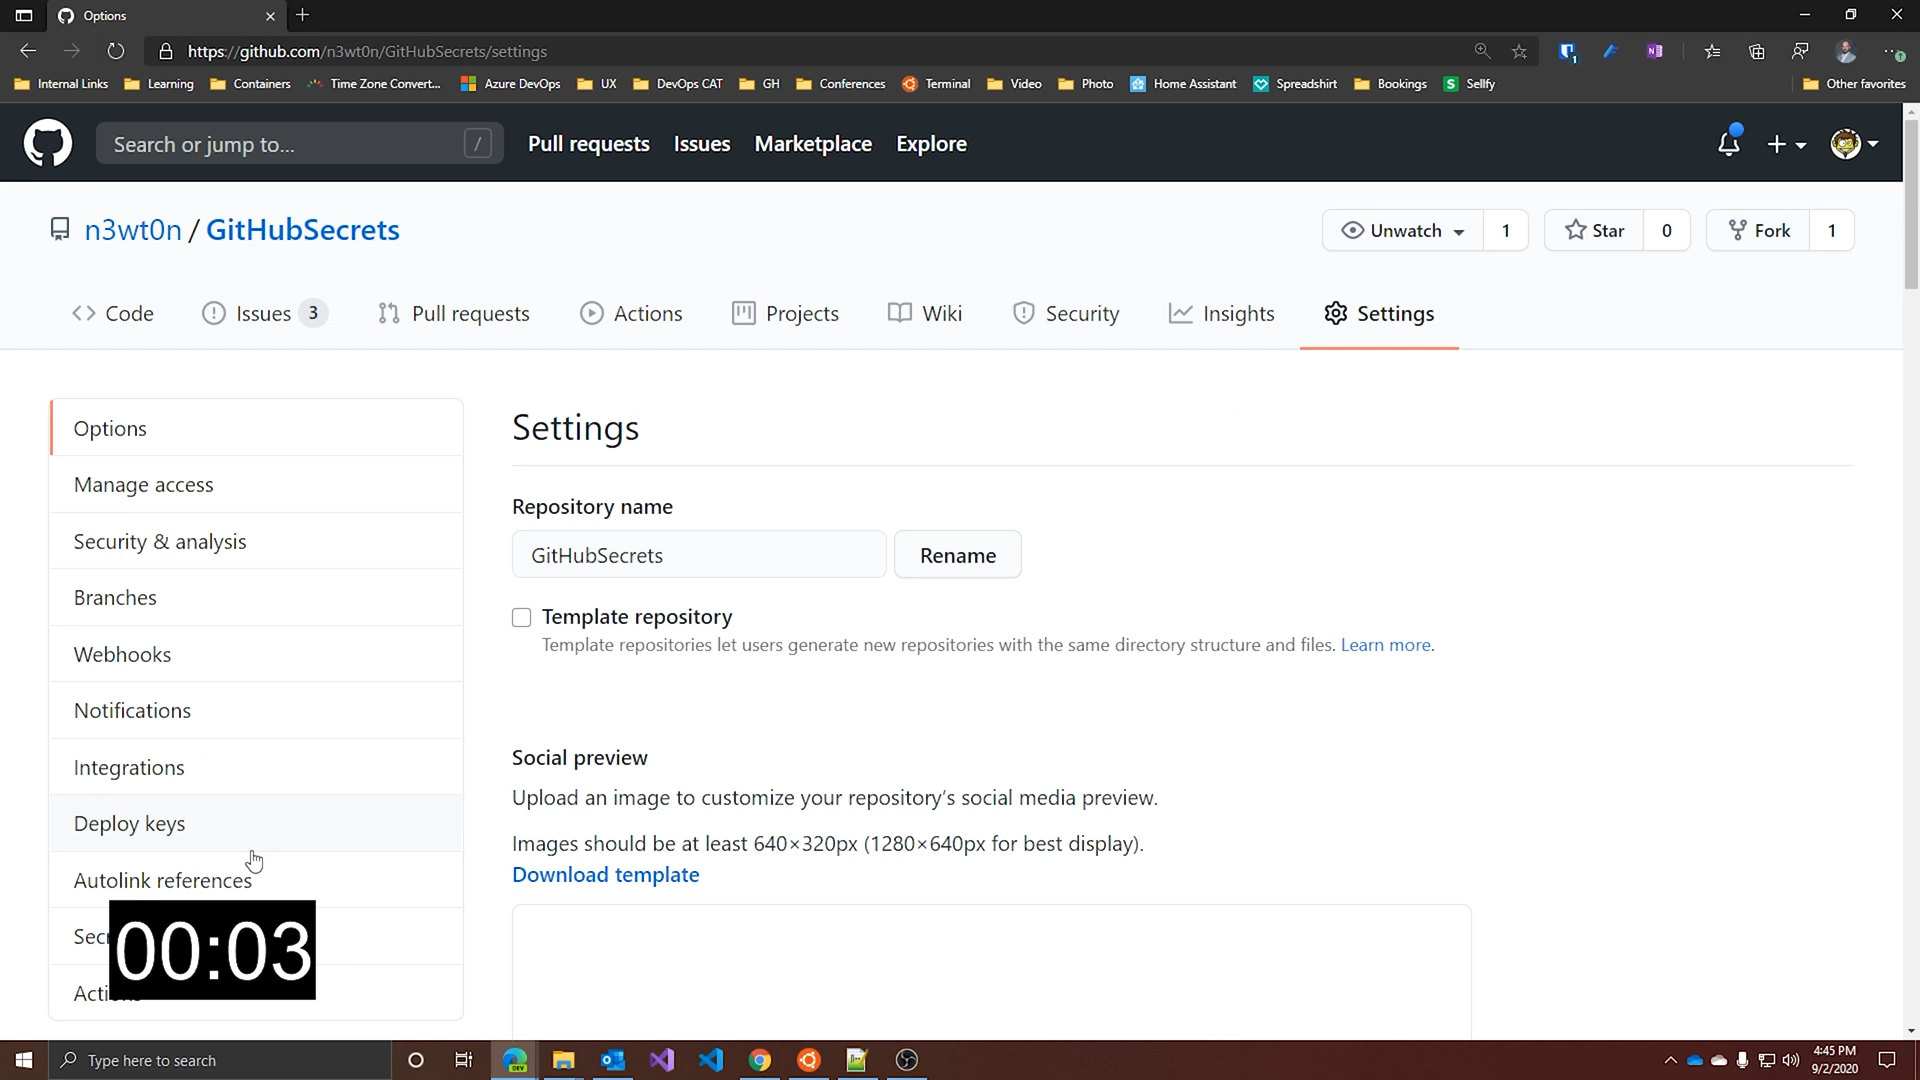 Options
https://github.com/n3wt0n/GitHubSecrets/settings
1
Internal Links
Learning
Containers
Time Zone Convert...
Azure DevOps
UX
DevOps CAT
GH
Conferences
Terminal
Video
Photo
Home Assistant
Spreadshirt
Bookings
Sellfy
Other favorites
Search or jump to...
/
Pull requests
Issues
Marketplace
Explore
n3wt0n / GitHubSecrets
Unwatch
1
Star
0
Fork
1
Code
Issues 3
Pull requests
Actions
Projects
Wiki
Security
Insights
Settings
Options
Manage access
Security & analysis
Branches
Webhooks
Notifications
Integrations
Deploy keys
Autolink references
Sec
Acti
00:03
Settings
Repository name
GitHubSecrets
Rename
Template repository
Template repositories let users generate new repositories with the same directory structure and files. Learn more.
Social preview
Upload an image to customize your repository’s social media preview.
Images should be at least 640×320px (1280×640px for best display).
Download template
Type here to search
DEV
4:45 PM
9/2/2020